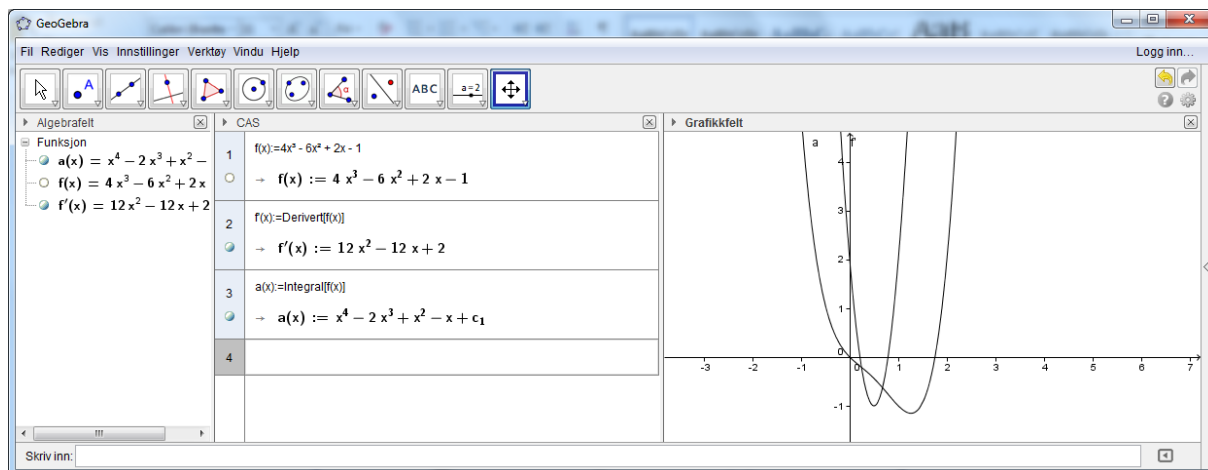 GeoGebra
Fil Rediger Vis Innstillinger Verktøy Vindu Hjelp Logg inn...
A α ABC a=2
Algebrafelt
Funksjon
a(x) = x⁴ − 2 x³ + x² −
f(x) = 4 x³ − 6 x² + 2 x
f'(x) = 12 x² − 12 x + 2
CAS
1 f(x):=4x³ - 6x² + 2x - 1
→ f(x) := 4 x³ − 6 x² + 2 x − 1
2 f'(x):=Derivert[f(x)]
→ f'(x) := 12 x² − 12 x + 2
3 a(x):=Integral[f(x)]
→ a(x) := x⁴ − 2 x³ + x² − x + c₁
4
Grafikkfelt
a
4
3
2
1
0
-3 -2 -1 0 1 2 3 4 5 6 7
-1
Skriv inn: